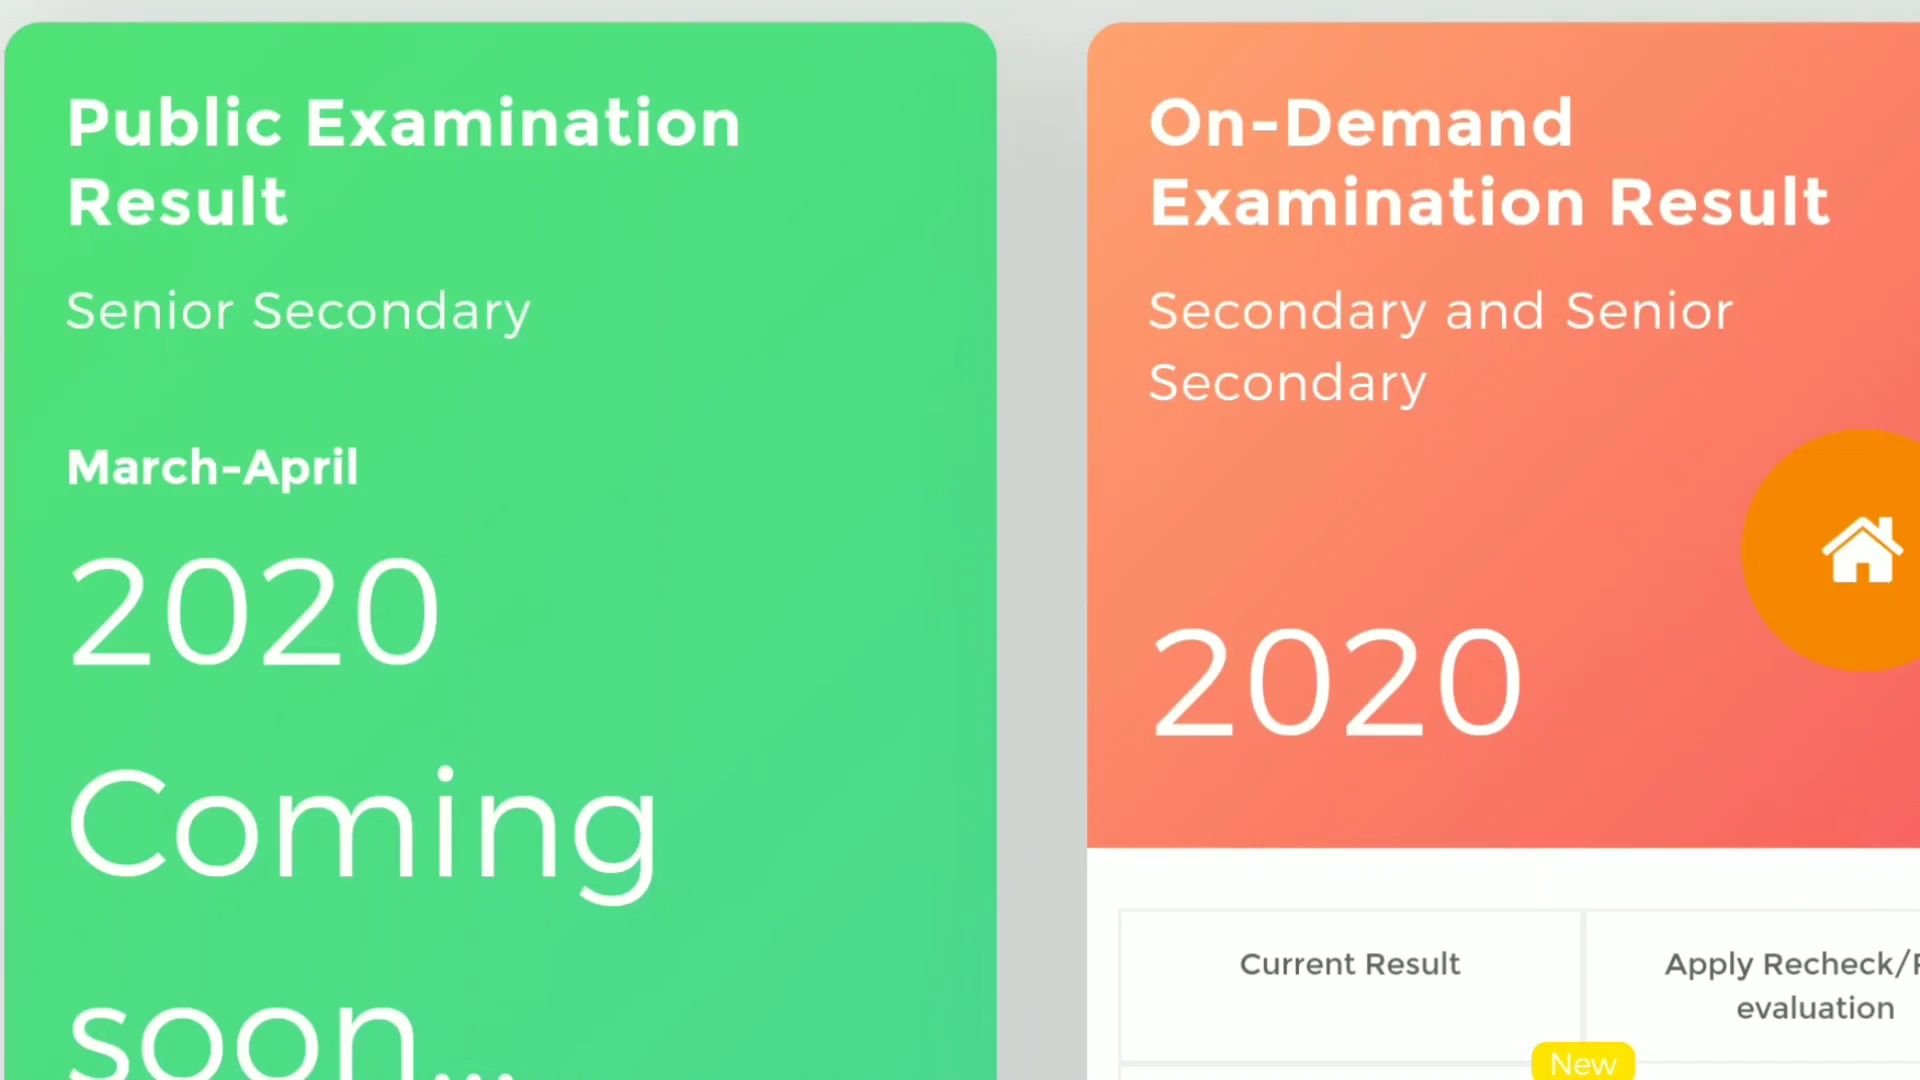 Public Examination
Result
Senior Secondary
March-April
2020
Coming
soon...
On-Demand
Examination Result
Secondary and Senior
Secondary
2020
Current Result
Apply Recheck/
evaluation
New